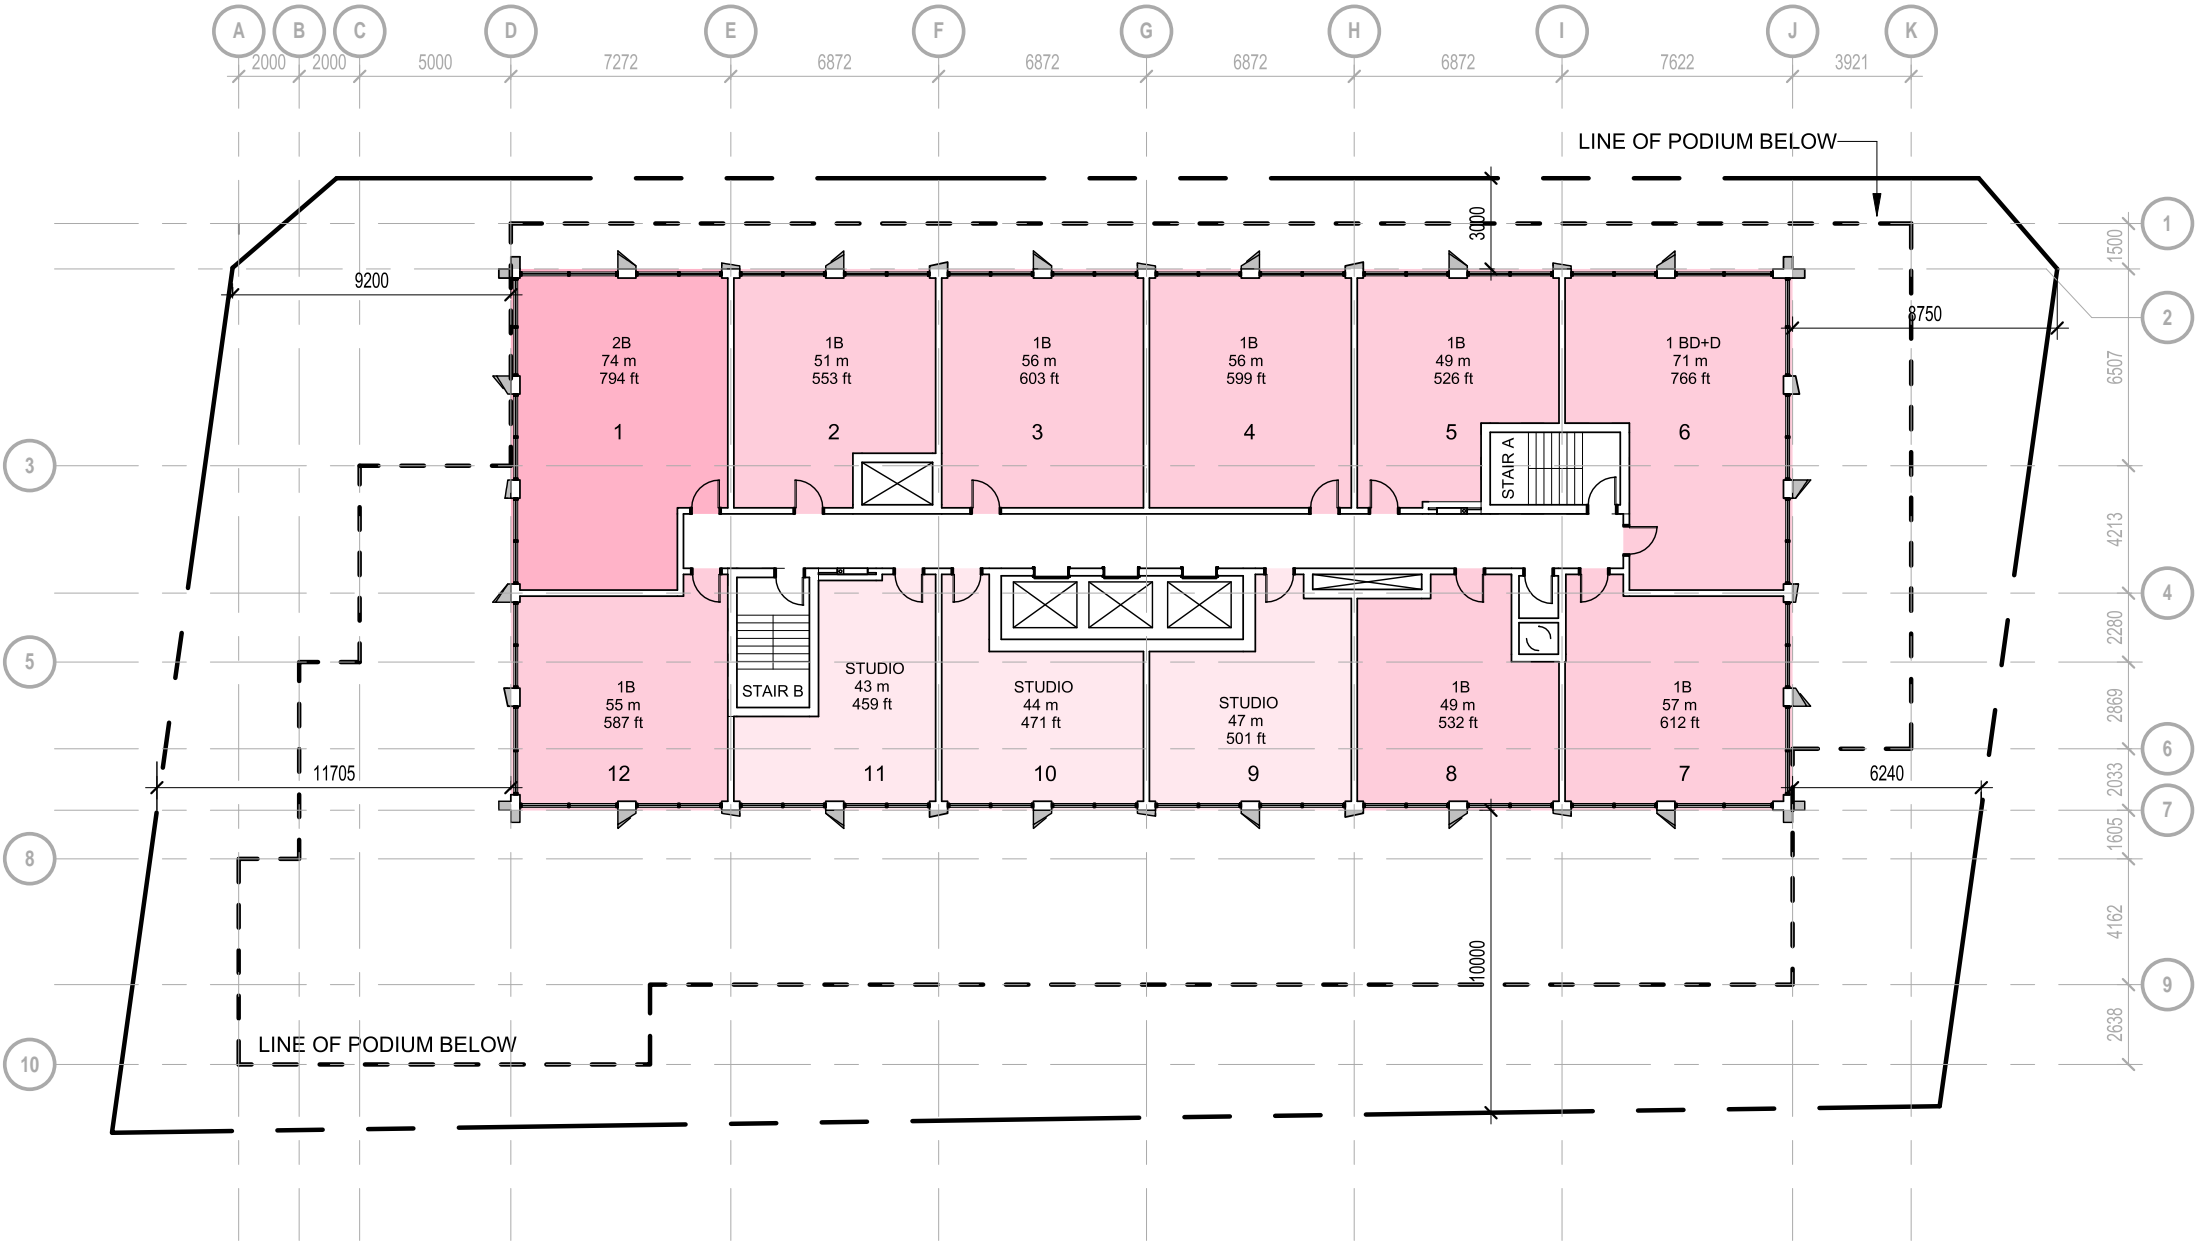 A B C D E F G H I J K
2000 2000 5000 7272 6872 6872 6872 6872 7622 3921
LINE OF PODIUM BELOW
1
3000
1500
9200
2
8750
2B
74 m
794 ft
1
1B
51 m
553 ft
2
1B
56 m
603 ft
3
1B
56 m
599 ft
4
1B
49 m
526 ft
5
1 BD+D
71 m
766 ft
6
6507
STAIR A
3
4213
4
2280
5
1B
55 m
587 ft
12
STAIR B
STUDIO
43 m
459 ft
11
STUDIO
44 m
471 ft
10
STUDIO
47 m
501 ft
9
1B
49 m
532 ft
8
1B
57 m
612 ft
7
2869
6
11705
6240
2033
7
1605
8
4162
10000
9
2638
LINE OF PODIUM BELOW
10